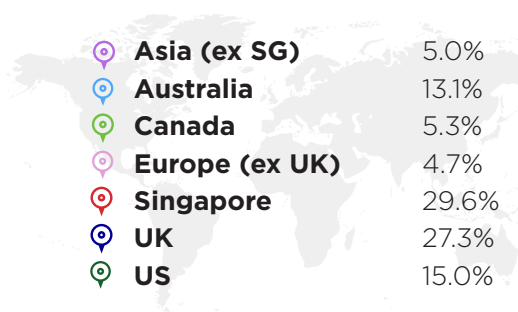 Asia (ex SG) 5.0%
Australia 13.1%
Canada 5.3%
Europe (ex UK) 4.7%
Singapore 29.6%
UK 27.3%
US 15.0%